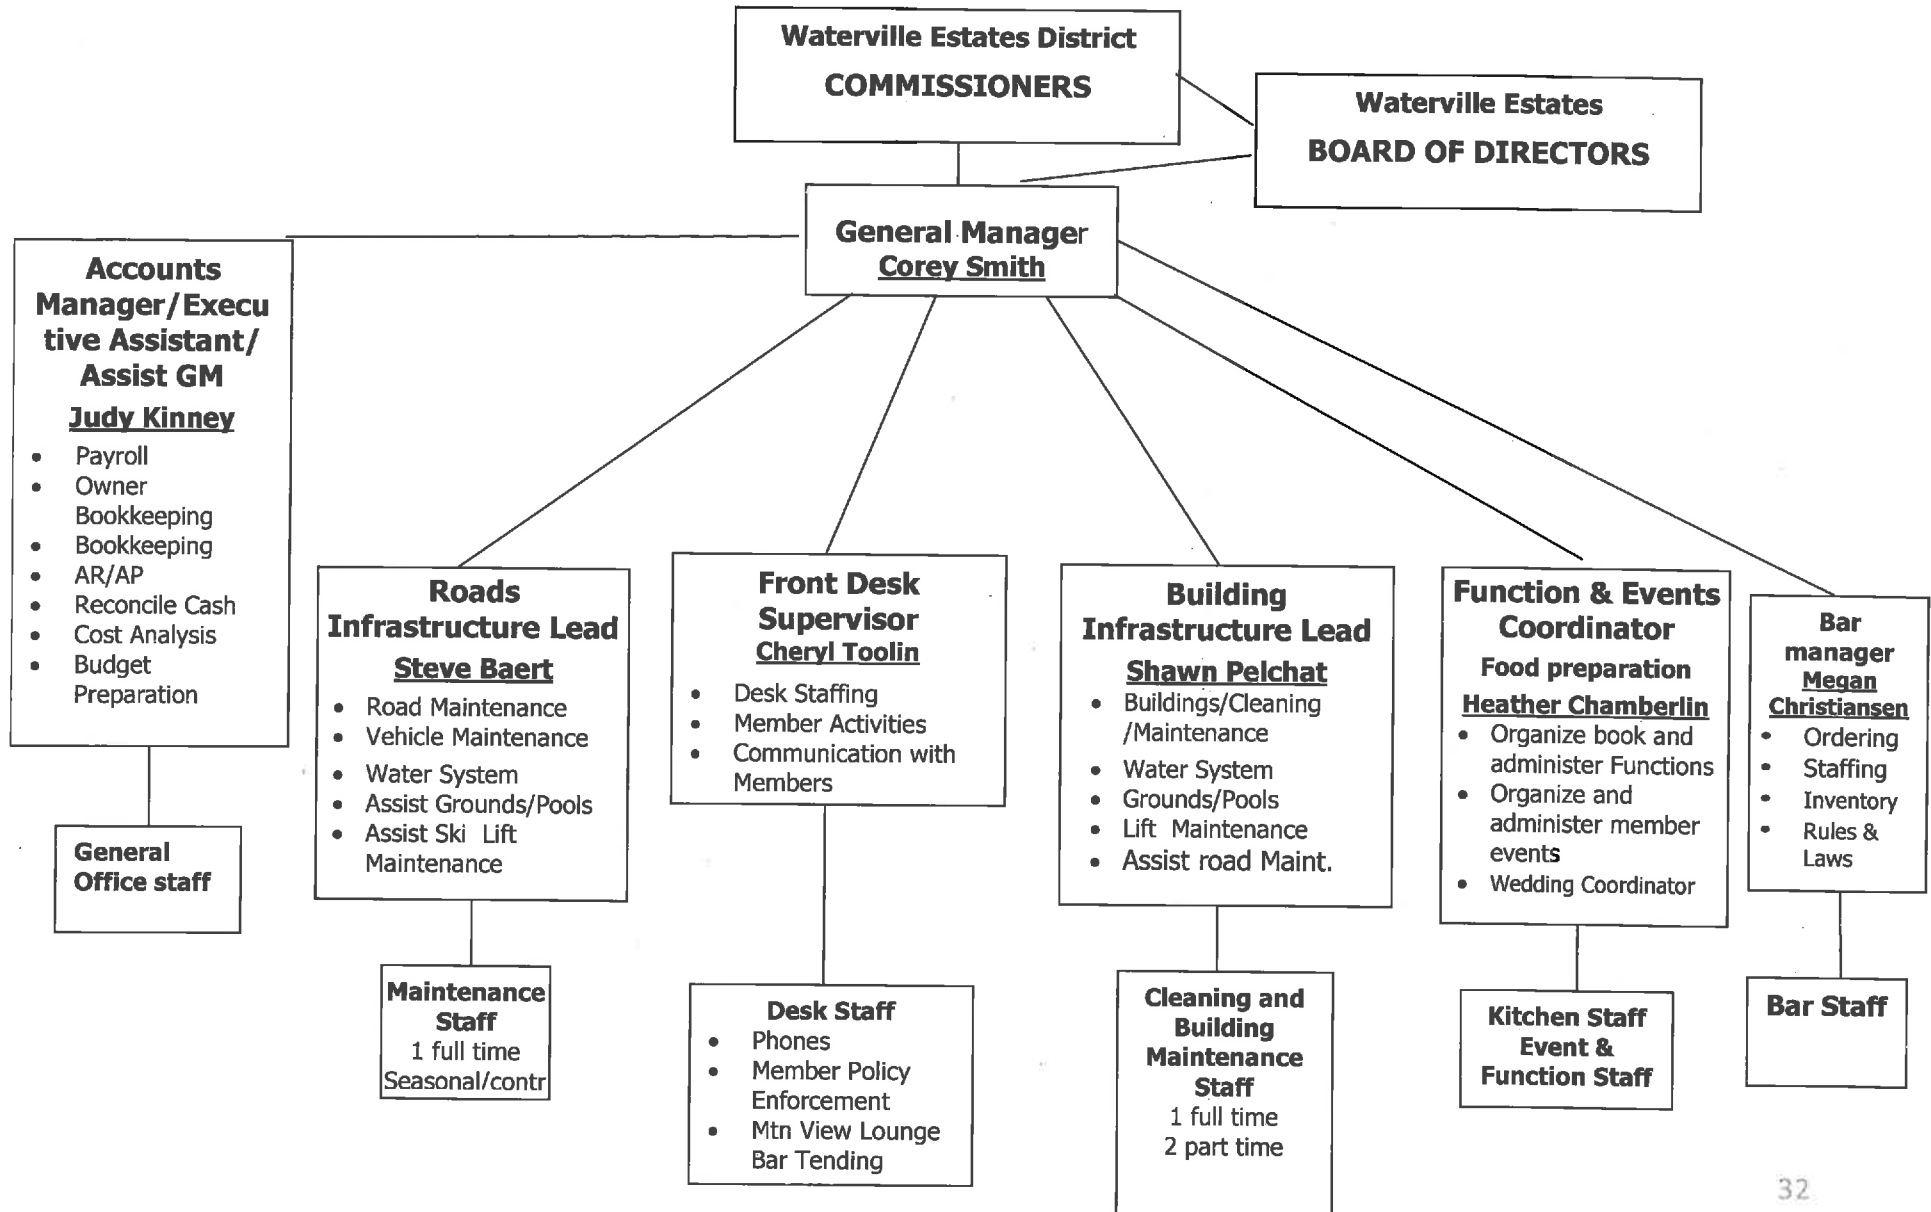 Waterville Estates District
COMMISSIONERS
Waterville Estates
BOARD OF DIRECTORS
General Manager
Corey Smith
Accounts
Manager/Execu
tive Assistant/
Assist GM
Judy Kinney
• Payroll
• Owner
Bookkeeping
• Bookkeeping
• AR/AP
• Reconcile Cash
• Cost Analysis
• Budget
Preparation
General
Office staff
Roads
Infrastructure Lead
Steve Baert
• Road Maintenance
• Vehicle Maintenance
• Water System
• Assist Grounds/Pools
• Assist Ski Lift
Maintenance
Maintenance
Staff
1 full time
Seasonal/contr
Front Desk
Supervisor
Cheryl Toolin
• Desk Staffing
• Member Activities
• Communication with
Members
Desk Staff
• Phones
• Member Policy
Enforcement
• Mtn View Lounge
Bar Tending
Building
Infrastructure Lead
Shawn Pelchat
• Buildings/Cleaning
/Maintenance
• Water System
• Grounds/Pools
• Lift Maintenance
• Assist road Maint.
Cleaning and
Building
Maintenance
Staff
1 full time
2 part time
Function & Events
Coordinator
Food preparation
Heather Chamberlin
• Organize book and
administer Functions
• Organize and
administer member
events
• Wedding Coordinator
Kitchen Staff
Event &
Function Staff
Bar
manager
Megan
Christiansen
• Ordering
• Staffing
• Inventory
• Rules &
Laws
Bar Staff
32